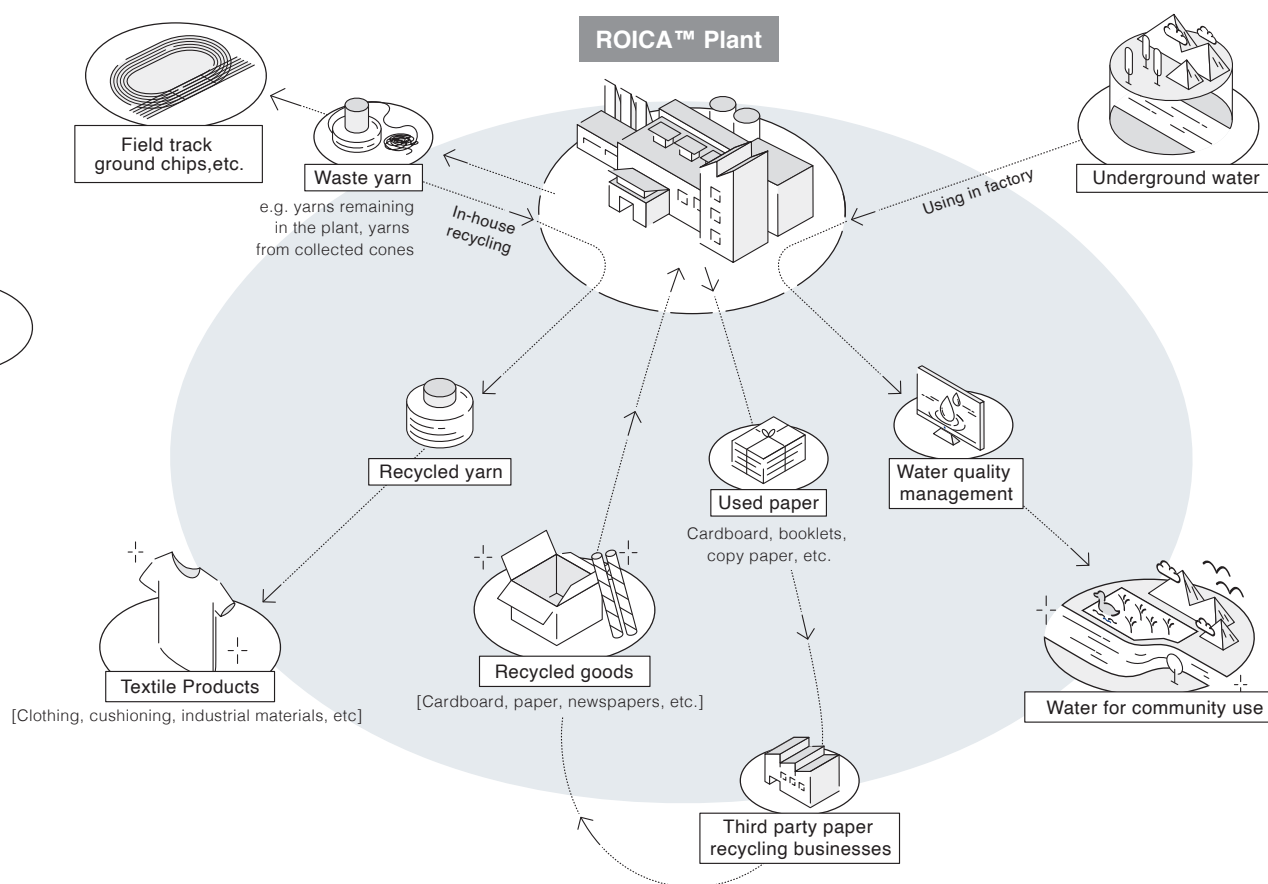 ROICA™ Plant
Field track
ground chips,etc.
Waste yarn
e.g. yarns remaining
in the plant, yarns
from collected cones
In-house
recycling
Using in factory
Underground water
Recycled yarn
Textile Products
[Clothing, cushioning, industrial materials, etc]
Recycled goods
[Cardboard, paper, newspapers, etc.]
Used paper
Cardboard, booklets,
copy paper, etc.
Water quality
management
Water for community use
Third party paper
recycling businesses